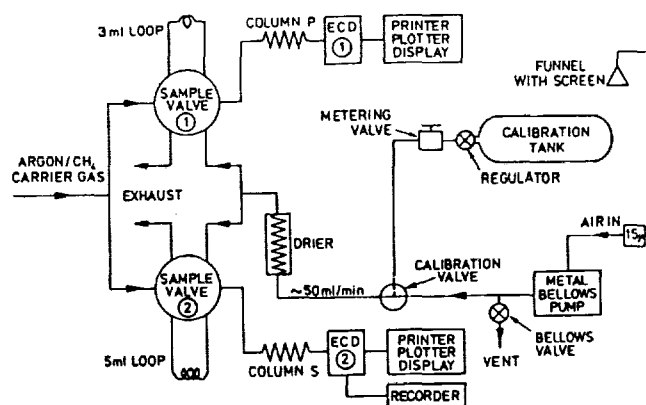 COLUMN P
3ml LOOP
ECD
1
PRINTER
PLOTTER
DISPLAY
SAMPLE
VALVE
1
FUNNEL
WITH SCREEN
METERING
VALVE
CALIBRATION
TANK
REGULATOR
ARGON/CH₄
CARRIER GAS
EXHAUST
DRIER
AIR IN
CALIBRATION
VALVE
~50ml/min
METAL
BELLOWS
PUMP
SAMPLE
VALVE
2
BELLOWS
VALVE
VENT
5ml LOOP
COLUMN S
ECD
2
PRINTER
PLOTTER
DISPLAY
RECORDER